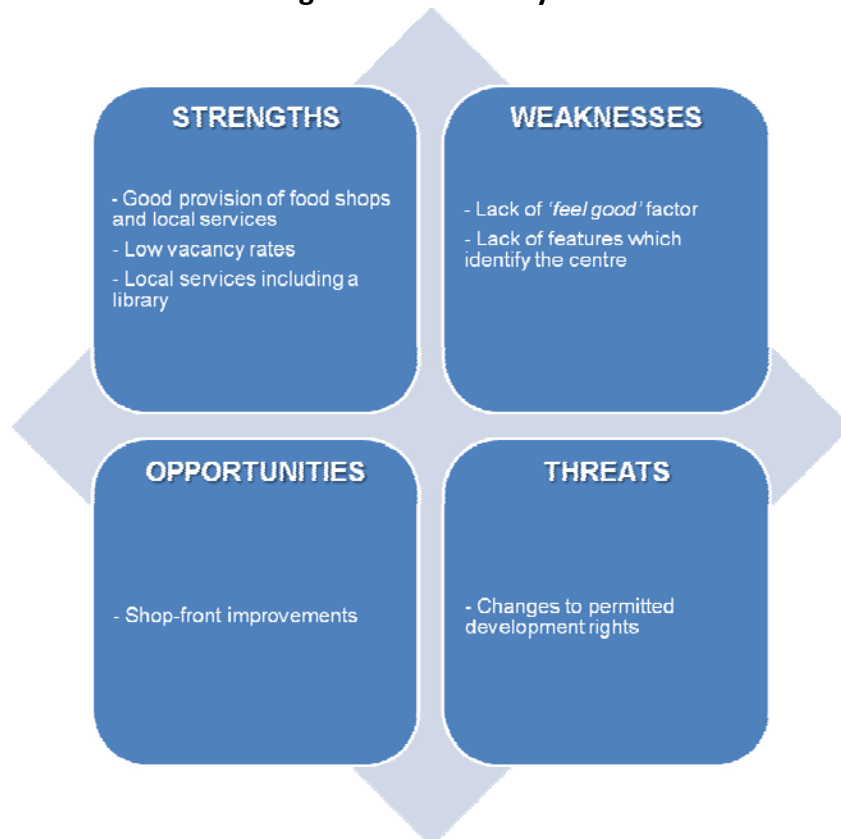 STRENGTHS
- Good provision of food shops
and local services
- Low vacancy rates
- Local services including a
library
WEAKNESSES
- Lack of 'feel good' factor
- Lack of features which
identify the centre
OPPORTUNITIES
- Shop-front improvements
THREATS
- Changes to permitted
development rights